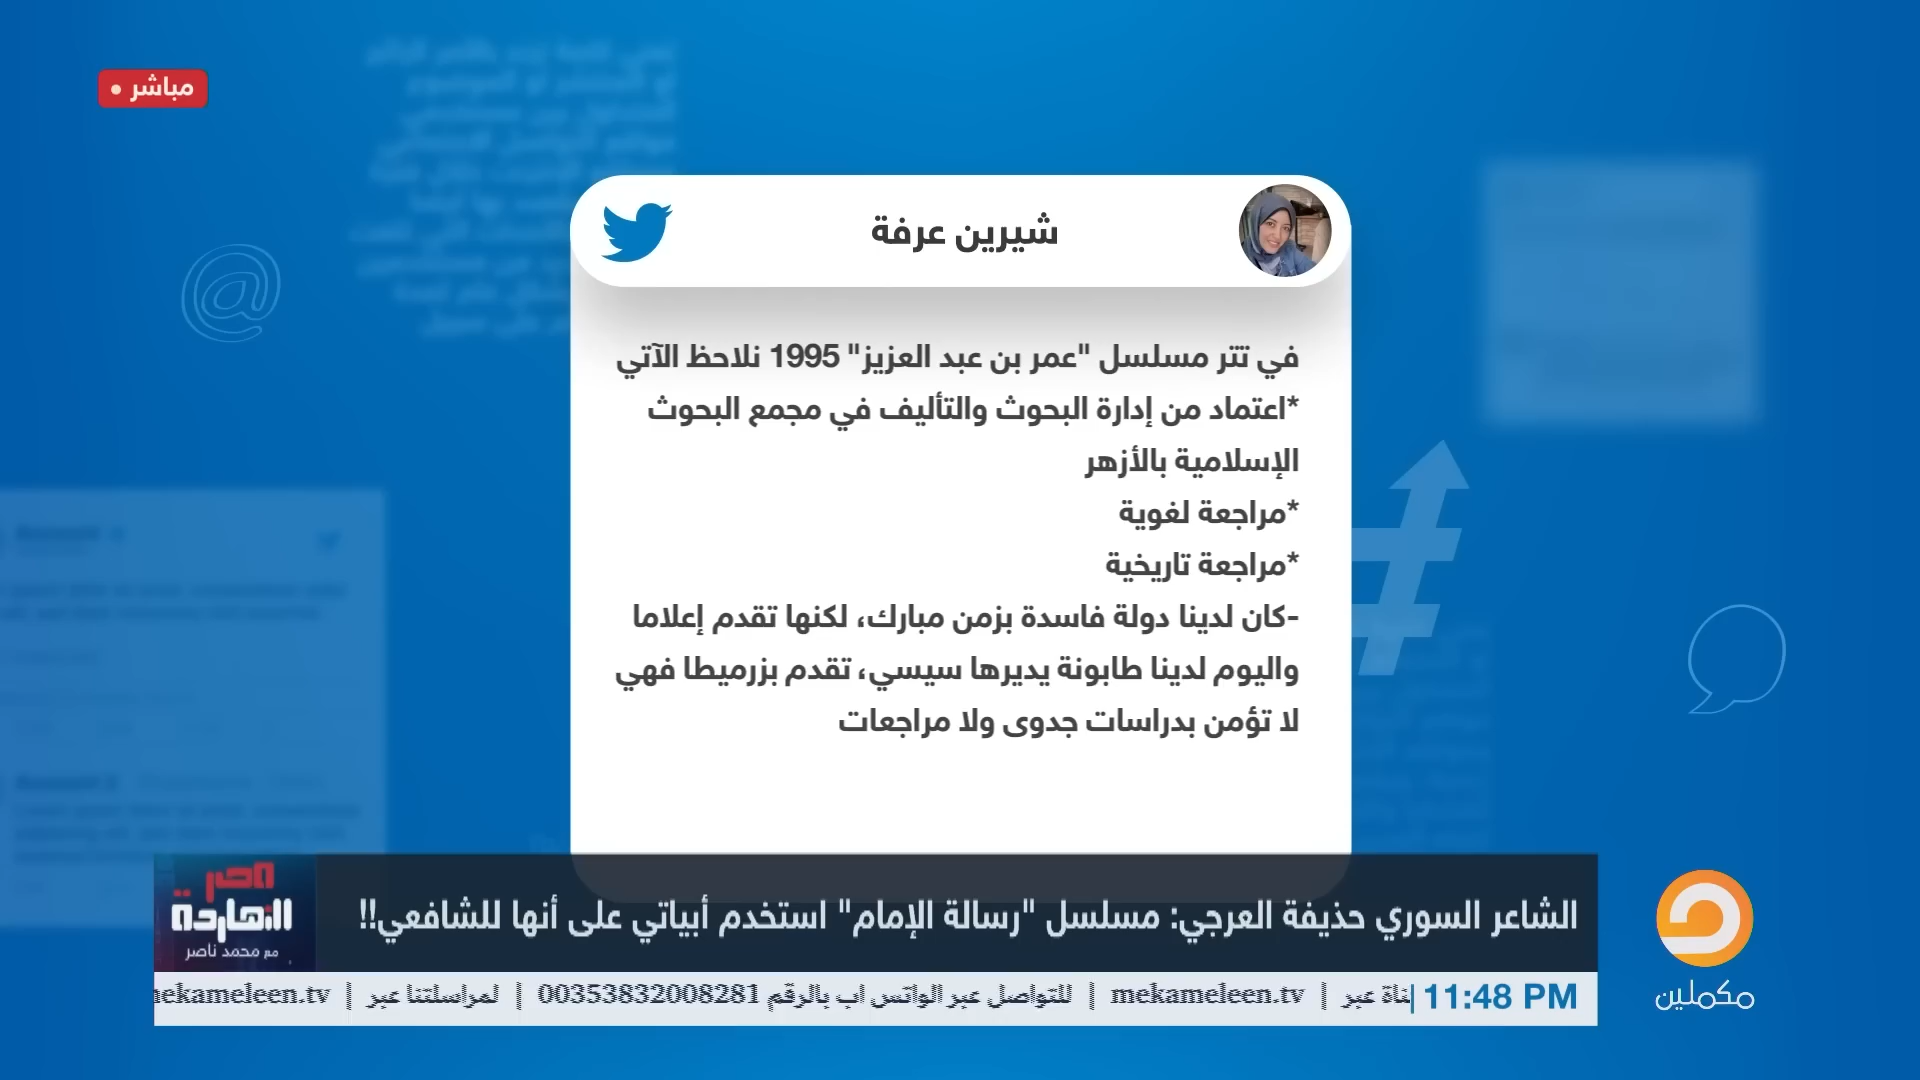 مباشر
شيرين عرفة
في تتر مسلسل "عمر بن عبد العزيز" 1995 نلاحظ الآتي
*اعتماد من إدارة البحوث والتأليف في مجمع البحوث
الإسلامية بالأزهر
*مراجعة لغوية
*مراجعة تاريخية
-كان لدينا دولة فاسدة بزمن مبارك، لكنها تقدم إعلاما
واليوم لدينا طابونة يديرها سيسي، تقدم بزرميطا فهي
لا تؤمن بدراسات جدوى ولا مراجعات
الشاعر السوري حذيفة العرجي: مسلسل "رسالة الإمام" استخدم أبياتي على أنها للشافعي!!
مصر
النهاردة
مع محمد ناصر
11:48 PM
عبر | mekameleen.tv | للتواصل عبر الواتس اب بالرقم 00353832008281 | لمراسلتنا عبر
مكملين